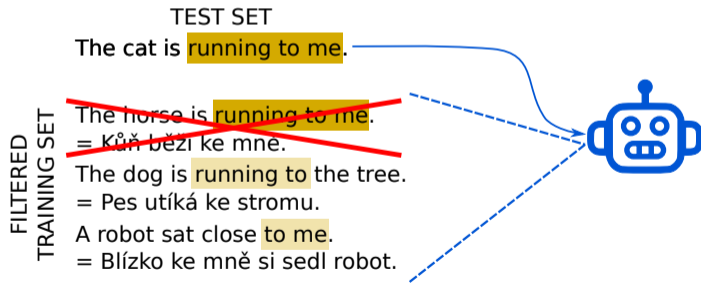 TEST SET
The cat is running to me.
FILTERED
TRAINING SET
The horse is running to me.
= Kůň běží ke mně.
The dog is running to the tree.
= Pes utíká ke stromu.
A robot sat close to me.
= Blízko ke mně si sedl robot.